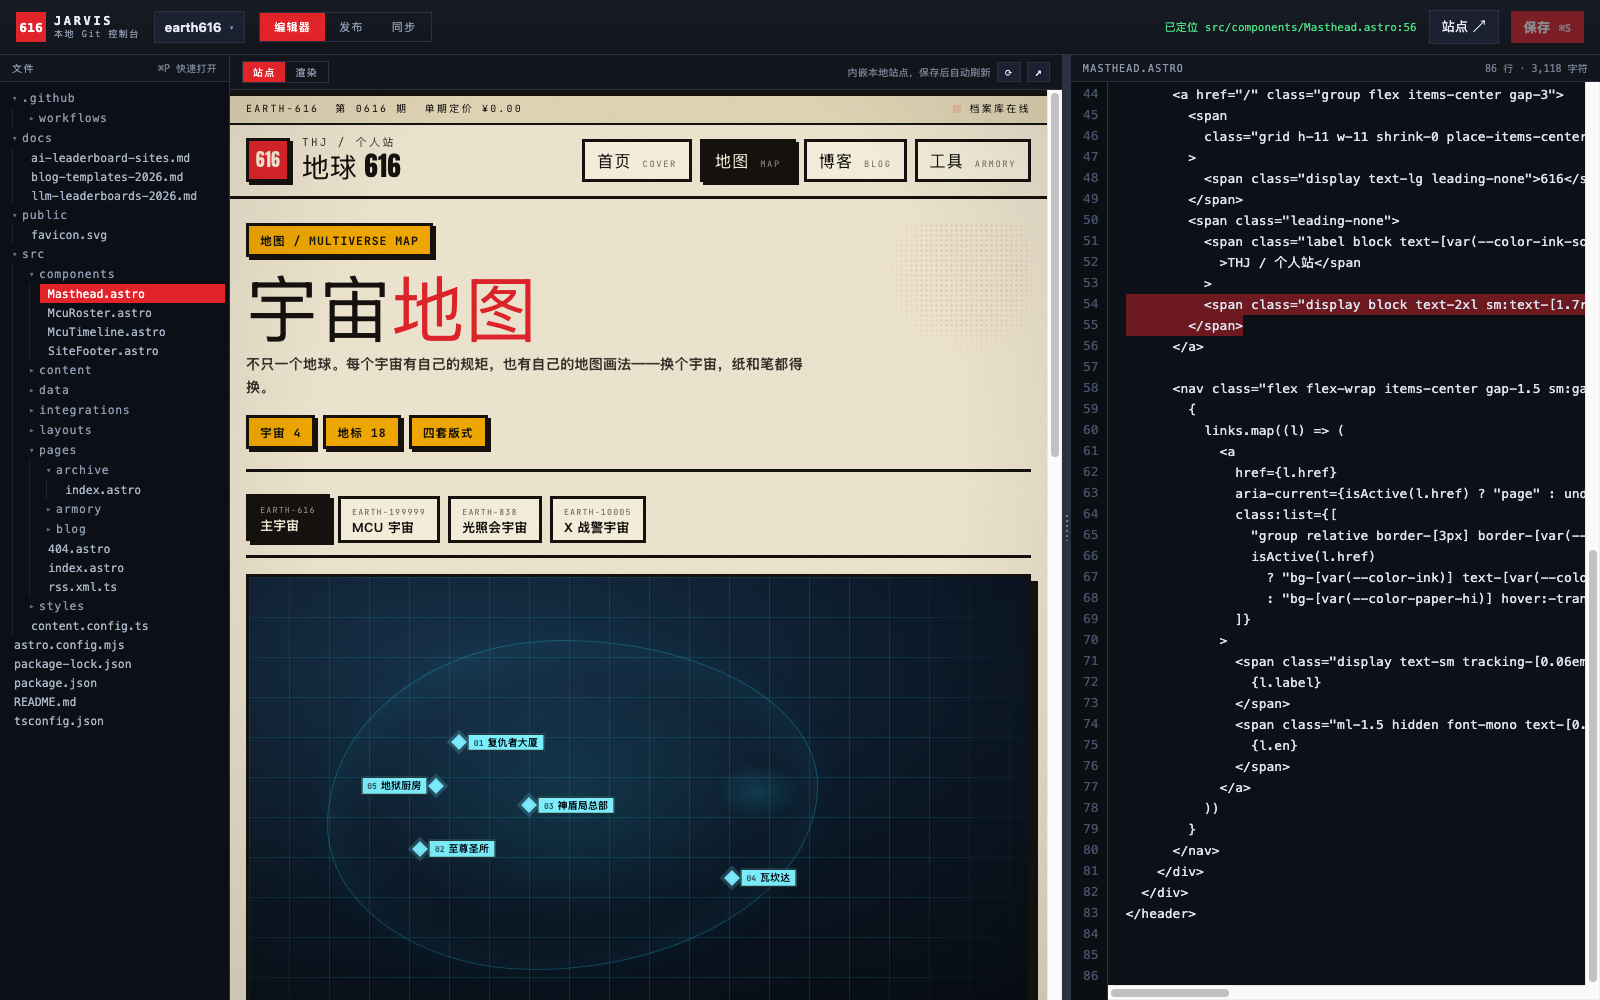 616 JARVIS 本地 Git 控制台 earth616 编辑器 发布 同步 已定位 src/components/Masthead.astro:56 站点 ↗ 保存 ⌘S
文件 ⌘P 快速打开
.github
workflows
docs
ai-leaderboard-sites.md
blog-templates-2026.md
llm-leaderboards-2026.md
public
favicon.svg
src
components
Masthead.astro
McuRoster.astro
McuTimeline.astro
SiteFooter.astro
content
data
integrations
layouts
pages
archive
index.astro
armory
blog
404.astro
index.astro
rss.xml.ts
styles
content.config.ts
astro.config.mjs
package-lock.json
package.json
README.md
tsconfig.json
站点 渲染 内嵌本地站点，保存后自动刷新
EARTH-616 第 0616 期 单期定价 ¥0.00 档案库在线
616 THJ / 个人站
地球 616
首页 COVER 地图 MAP 博客 BLOG 工具 ARMORY
地图 / MULTIVERSE MAP
宇宙地图
不只一个地球。每个宇宙有自己的规矩，也有自己的地图画法——换个宇宙，纸和笔都得
换。
宇宙 4 地标 18 四套版式
EARTH-616 主宇宙
EARTH-199999 MCU 宇宙
EARTH-838 光照会宇宙
EARTH-10005 X 战警宇宙
01 复仇者大厦
05 地狱厨房
03 神盾局总部
02 至尊圣所
04 瓦坎达
MASTHEAD.ASTRO 86 行 · 3,118 字符
44 <a href="/" class="group flex items-center gap-3">
45 <span
46 class="grid h-11 w-11 shrink-0 place-items-center
47 >
48 <span class="display text-lg leading-none">616</s
49 </span>
50 <span class="leading-none">
51 <span class="label block text-[var(--color-ink-so
52 >THJ / 个人站</span
53 >
54 <span class="display block text-2xl sm:text-[1.7r
55 </span>
56 </a>
57
58 <nav class="flex flex-wrap items-center gap-1.5 sm:ga
59 {
60 links.map((l) => (
61 <a
62 href={l.href}
63 aria-current={isActive(l.href) ? "page" : und
64 class:list={[
65 "group relative border-[3px] border-[var(--
66 isActive(l.href)
67 ? "bg-[var(--color-ink)] text-[var(--colo
68 : "bg-[var(--color-paper-hi)] hover:-tran
69 ]}
70 >
71 <span class="display text-sm tracking-[0.06em
72 {l.label}
73 </span>
74 <span class="ml-1.5 hidden font-mono text-[0.
75 {l.en}
76 </span>
77 </a>
78 ))
79 }
80 </nav>
81 </div>
82 </div>
83 </header>
84
85
86